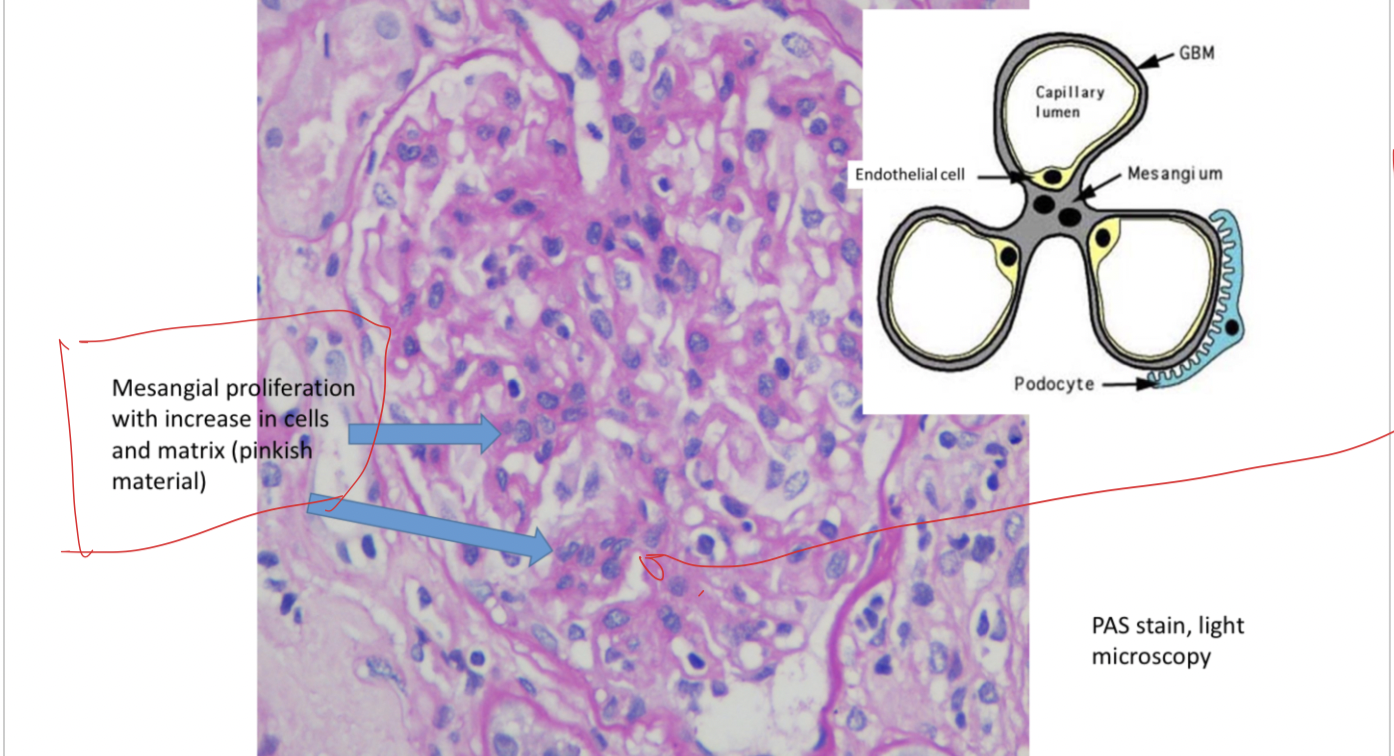 GBM
Capillary
lumen
Endothelial cell
Mesangium
Podocyte
Mesangial proliferation
with increase in cells
and matrix (pinkish
material)
PAS stain, light
microscopy